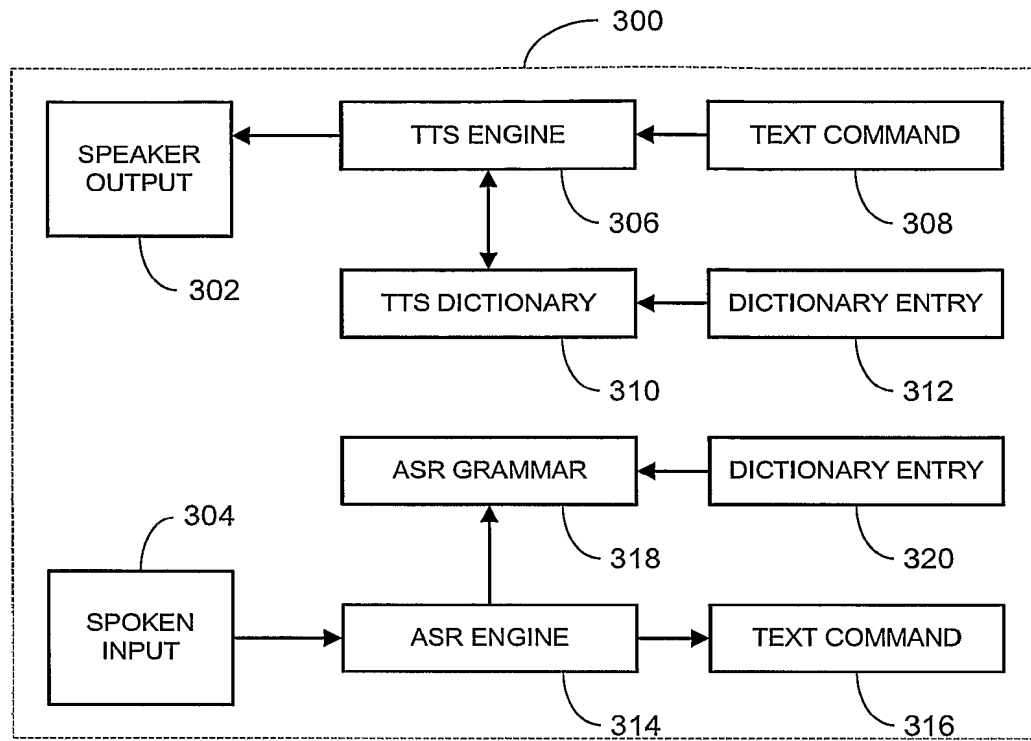 300
SPEAKER
OUTPUT
302
TTS ENGINE
306
TEXT COMMAND
308
TTS DICTIONARY
310
DICTIONARY ENTRY
312
ASR GRAMMAR
318
DICTIONARY ENTRY
320
304
SPOKEN
INPUT
ASR ENGINE
314
TEXT COMMAND
316